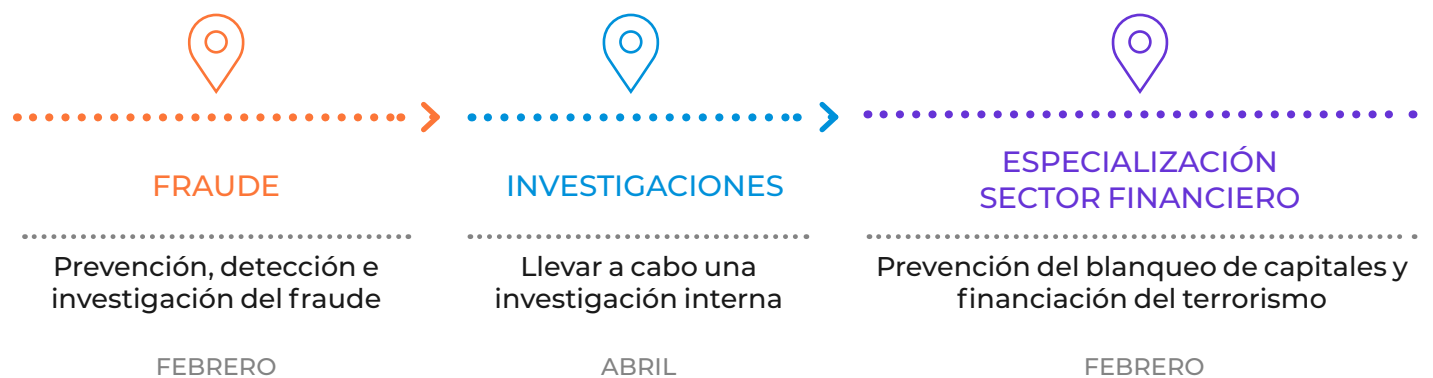 FRAUDE
Prevención, detección e
investigación del fraude
FEBRERO
INVESTIGACIONES
Llevar a cabo una
investigación interna
ABRIL
ESPECIALIZACIÓN
SECTOR FINANCIERO
Prevención del blanqueo de capitales y
financiación del terrorismo
FEBRERO